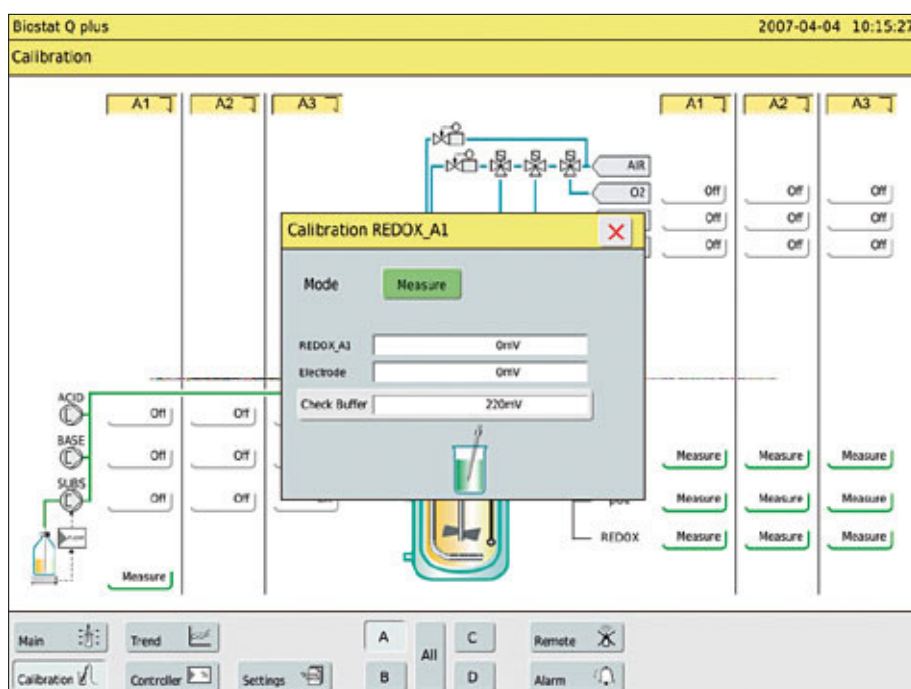 Biostat Q plus 2007-04-04 10:15:27
Calibration
A1 A2 A3 A1 A2 A3
AIR
O2 Off Off Off
Off Off Off
Off Off Off
Calibration REDOX_A1
Mode Measure
REDOX_A1 0mV
Electrode 0mV
Check Buffer 220mV
ACID Off Off
BASE Off Off Measure Measure Measure
SUBS Off Off pO2 Measure Measure Measure
REDOX Measure Measure Measure
Measure
Main Trend A All C Remote
Calibration Controller Settings B D Alarm